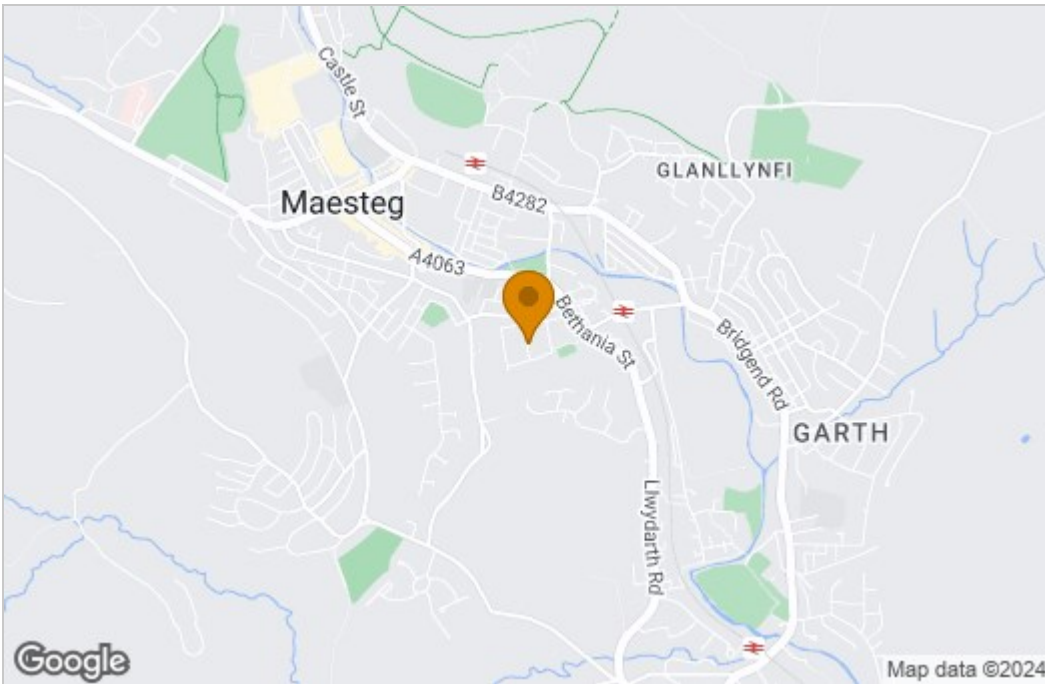 Castle St
GLANLLYNFI
Maesteg
B4282
A4063
Bethania St
Bridgend Rd
GARTH
Llwydarth Rd
Google
Map data ©2024